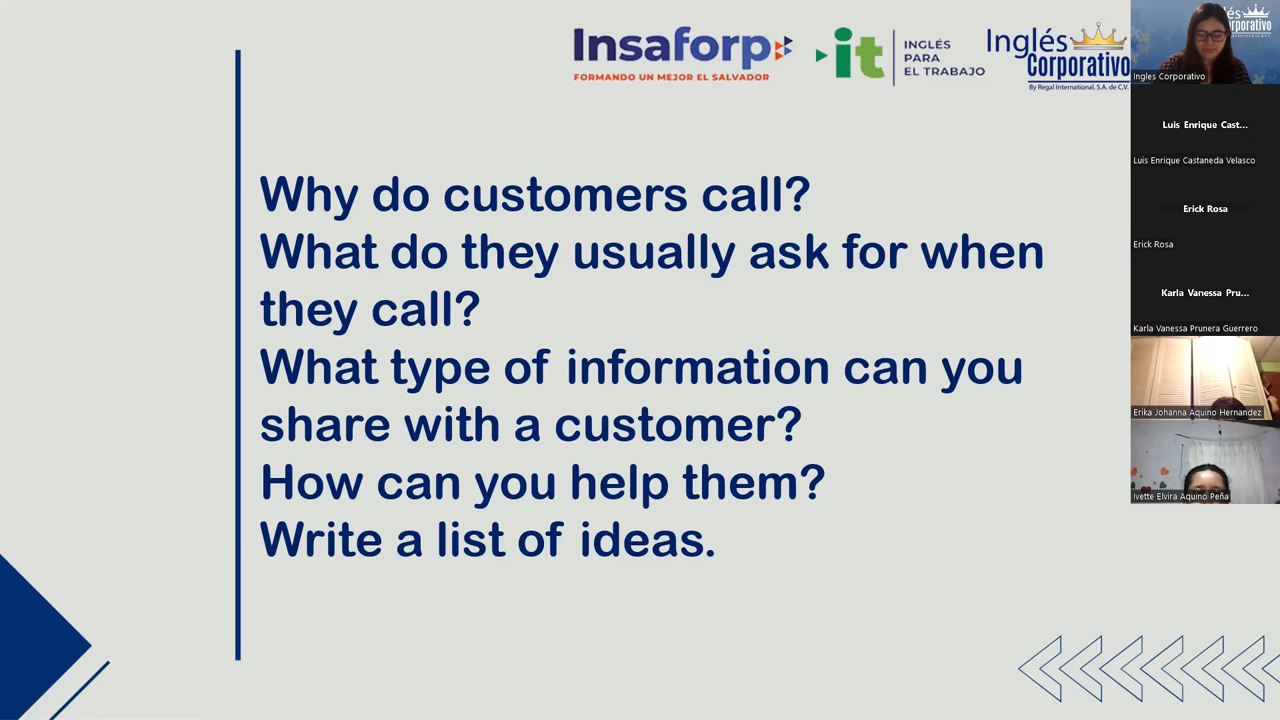 Insaforp
FORMANDO UN MEJOR EL SALVADOR
it
INGLÉS
PARA
EL TRABAJO
Inglés
Corporativo
By Regal International, S.A. de C.V.
Why do customers call?
What do they usually ask for when
they call?
What type of information can you
share with a customer?
How can you help them?
Write a list of ideas.
Ingles Corporativo
Luis Enrique Cast...
Luis Enrique Castaneda Velasco
Erick Rosa
Erick Rosa
Karla Vanessa Pru...
Karla Vanessa Prunera Guerrero
Erika Johanna Aquino Hernandez
Ivette Elvira Aquino Peña